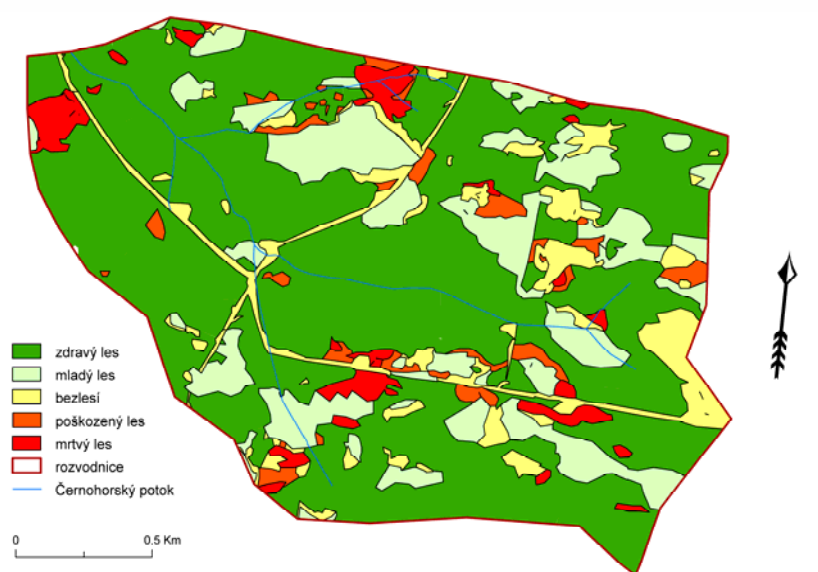 zdravý les
mladý les
bezlesí
poškozený les
mrtvý les
rozvodnice
Černohorský potok
0 0.5 Km